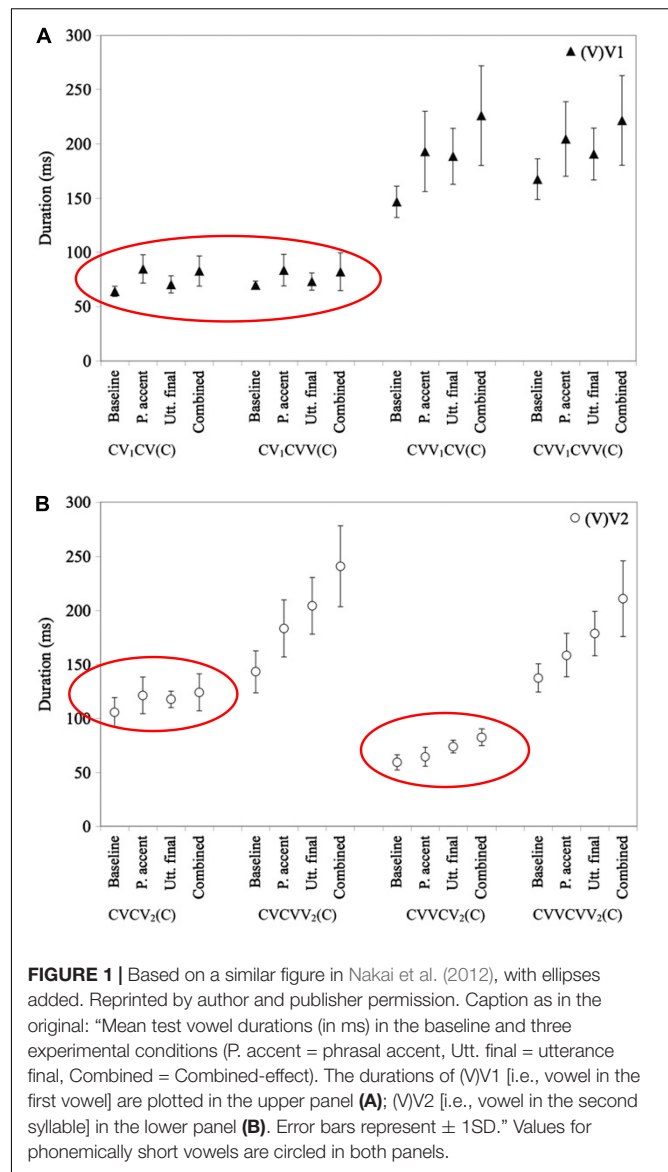 A
300
250
200
150
100
50
0
Duration (ms)
▲ (V)V1
Baseline
P. accent
Utt. final
Combined
Baseline
P. accent
Utt. final
Combined
Baseline
P. accent
Utt. final
Combined
Baseline
P. accent
Utt. final
Combined
CV₁CV(C) CV₁CVV(C) CVV₁CV(C) CVV₁CVV(C)
B
300
250
200
150
100
50
0
Duration (ms)
○ (V)V2
Baseline
P. accent
Utt. final
Combined
Baseline
P. accent
Utt. final
Combined
Baseline
P. accent
Utt. final
Combined
Baseline
P. accent
Utt. final
Combined
CVCV₂(C) CVCVV₂(C) CVVCV₂(C) CVVCVV₂(C)
FIGURE 1 | Based on a similar figure in Nakai et al. (2012), with ellipses
added. Reprinted by author and publisher permission. Caption as in the
original: “Mean test vowel durations (in ms) in the baseline and three
experimental conditions (P. accent = phrasal accent, Utt. final = utterance
final, Combined = Combined-effect). The durations of (V)V1 [i.e., vowel in the
first vowel] are plotted in the upper panel (A); (V)V2 [i.e., vowel in the second
syllable] in the lower panel (B). Error bars represent ± 1SD.” Values for
phonemically short vowels are circled in both panels.